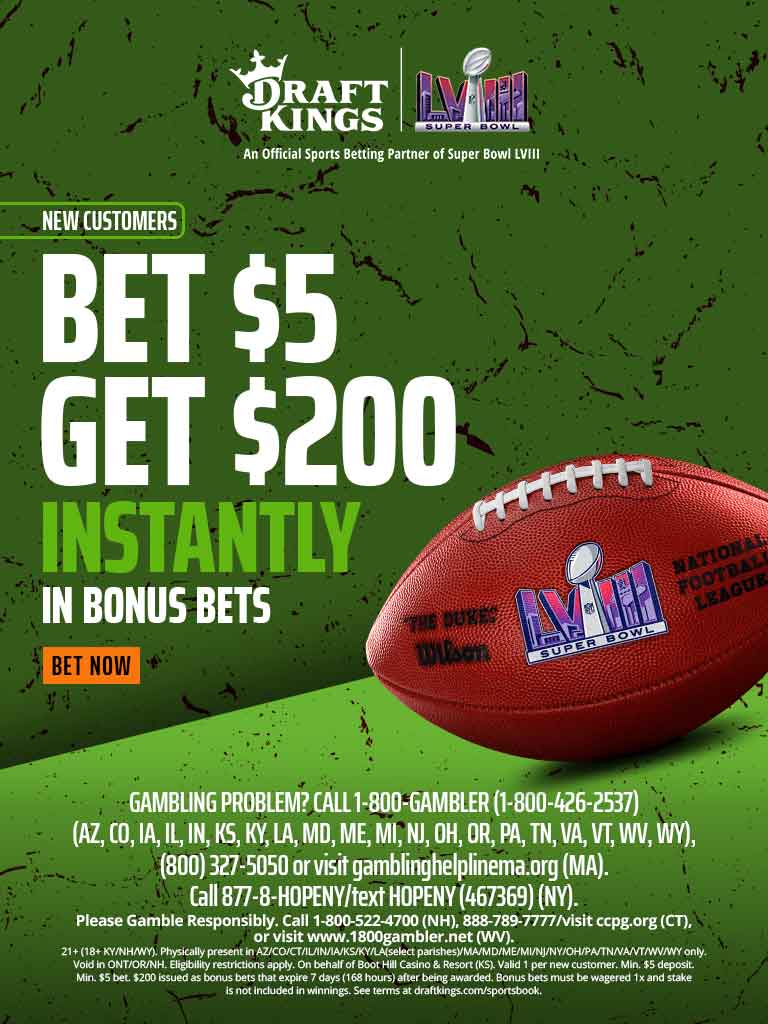 DRAFT
KINGS
LVIII
SUPER BOWL
An Official Sports Betting Partner of Super Bowl LVIII
NEW CUSTOMERS
BET $5
GET $200
INSTANTLY
IN BONUS BETS
BET NOW
"THE DUKE"
Wilson
LVIII
SUPER BOWL
NATIONAL
FOOTBALL
LEAGUE
GAMBLING PROBLEM? CALL 1-800-GAMBLER (1-800-426-2537)
(AZ, CO, IA, IL, IN, KS, KY, LA, MD, ME, MI, NJ, OH, OR, PA, TN, VA, VT, WV, WY),
(800) 327-5050 or visit gamblinghelplinema.org (MA).
Call 877-8-HOPENY/text HOPENY (467369) (NY).
Please Gamble Responsibly. Call 1-800-522-4700 (NH), 888-789-7777/visit ccpg.org (CT),
or visit www.1800gambler.net (WV).
21+ (18+ KY/NH/WY). Physically present in AZ/CO/CT/IL/IN/IA/KS/KY/LA(select parishes)/MA/MD/ME/MI/NJ/NY/OH/PA/TN/VA/VT/WV/WY only.
Void in ONT/OR/NH. Eligibility restrictions apply. On behalf of Boot Hill Casino & Resort (KS). Valid 1 per new customer. Min. $5 deposit.
Min. $5 bet. $200 issued as bonus bets that expire 7 days (168 hours) after being awarded. Bonus bets must be wagered 1x and stake
is not included in winnings. See terms at draftkings.com/sportsbook.